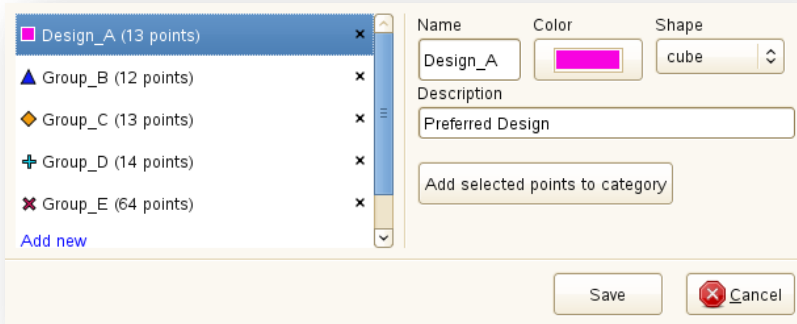 Design_A (13 points)
Group_B (12 points)
Group_C (13 points)
Group_D (14 points)
Group_E (64 points)
Add new
Name Color Shape
Design_A cube
Description
Preferred Design
Add selected points to category
Save Cancel